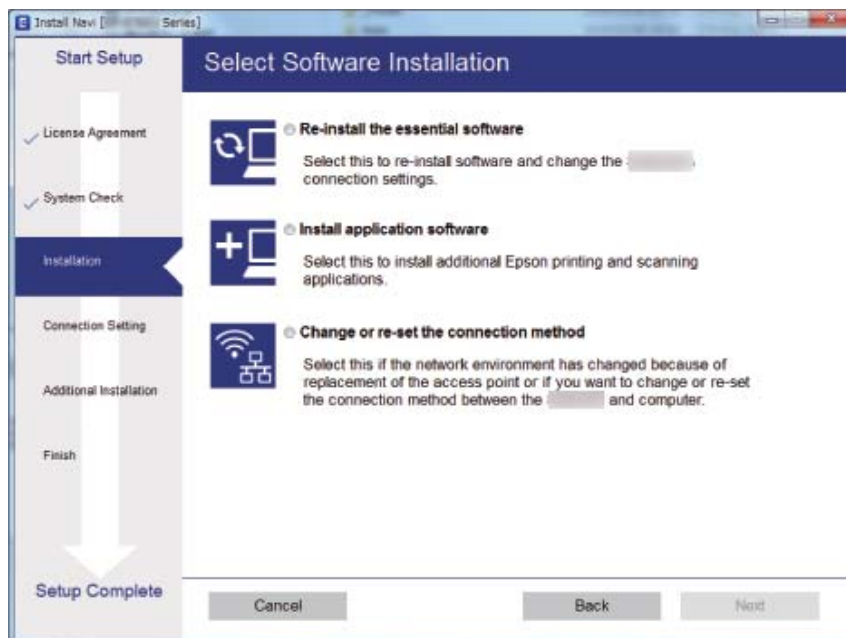 Install Navi [ Series]
Start Setup
Select Software Installation
License Agreement
System Check
Installation
Connection Setting
Additional Installation
Finish
Setup Complete
Re-install the essential software
Select this to re-install software and change the
connection settings.
Install application software
Select this to install additional Epson printing and scanning
applications.
Change or re-set the connection method
Select this if the network environment has changed because of
replacement of the access point or if you want to change or re-set
the connection method between the and computer.
Cancel
Back
Next